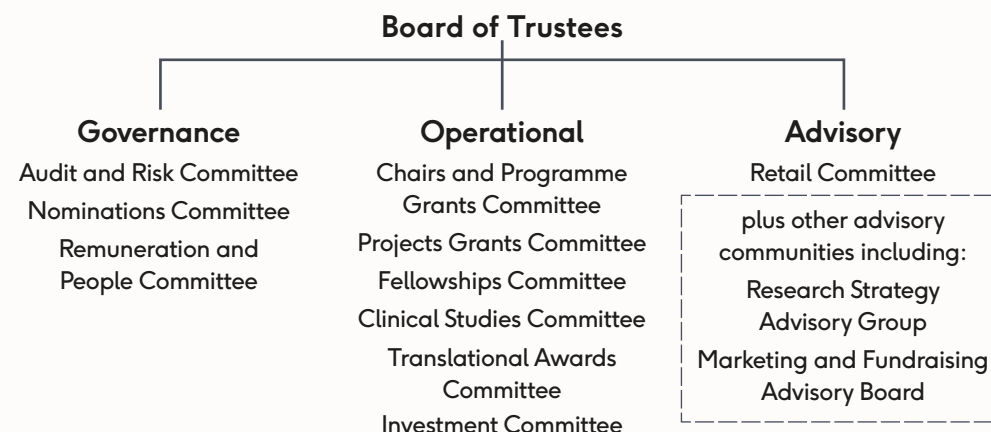 Board of Trustees
Governance
Audit and Risk Committee
Nominations Committee
Remuneration and
People Committee
Operational
Chairs and Programme
Grants Committee
Projects Grants Committee
Fellowships Committee
Clinical Studies Committee
Translational Awards
Committee
Investment Committee
Advisory
Retail Committee
plus other advisory
communities including:
Research Strategy
Advisory Group
Marketing and Fundraising
Advisory Board